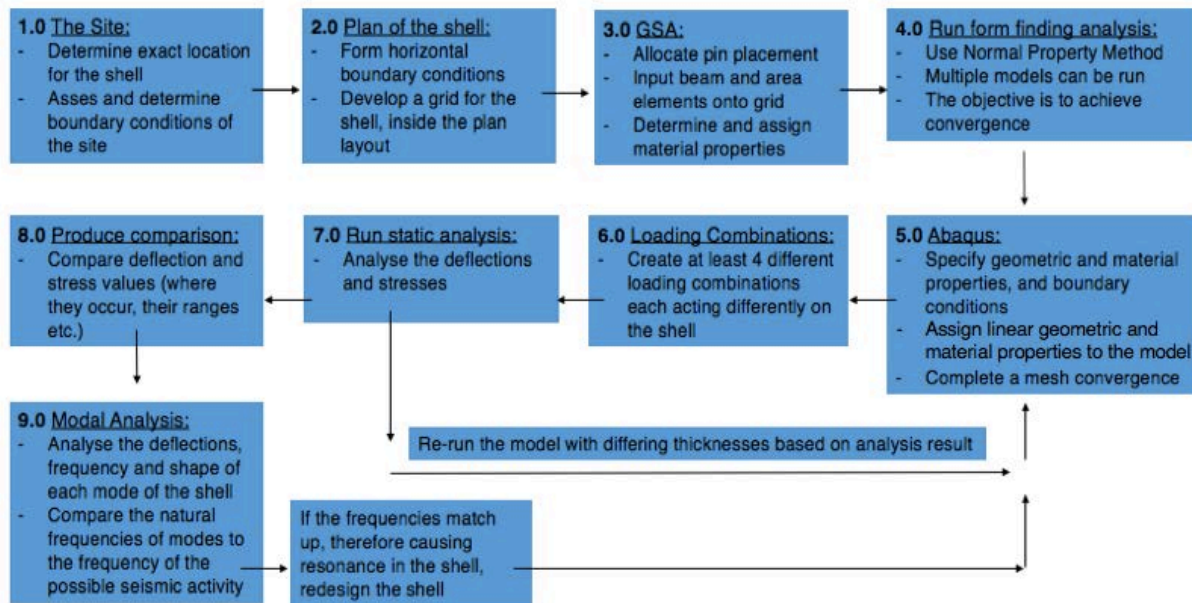 1.0 The Site:
- Determine exact location
for the shell
- Asses and determine
boundary conditions of
the site
2.0 Plan of the shell:
- Form horizontal
boundary conditions
- Develop a grid for the
shell, inside the plan
layout
3.0 GSA:
- Allocate pin placement
- Input beam and area
elements onto grid
- Determine and assign
material properties
4.0 Run form finding analysis:
- Use Normal Property Method
- Multiple models can be run
- The objective is to achieve
convergence
5.0 Abaqus:
- Specify geometric and material
properties, and boundary
conditions
- Assign linear geometric and
material properties to the model
- Complete a mesh convergence
6.0 Loading Combinations:
- Create at least 4 different
loading combinations
each acting differently on
the shell
7.0 Run static analysis:
- Analyse the deflections
and stresses
8.0 Produce comparison:
- Compare deflection and
stress values (where
they occur, their ranges
etc.)
Re-run the model with differing thicknesses based on analysis result
9.0 Modal Analysis:
- Analyse the deflections,
frequency and shape of
each mode of the shell
- Compare the natural
frequencies of modes to
the frequency of the
possible seismic activity
If the frequencies match
up, therefore causing
resonance in the shell,
redesign the shell